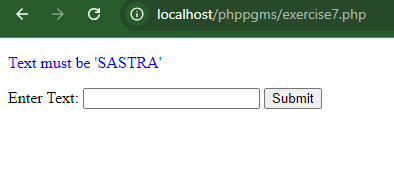 localhost/phppgms/exercise7.php
Text must be 'SASTRA'
Enter Text: Submit